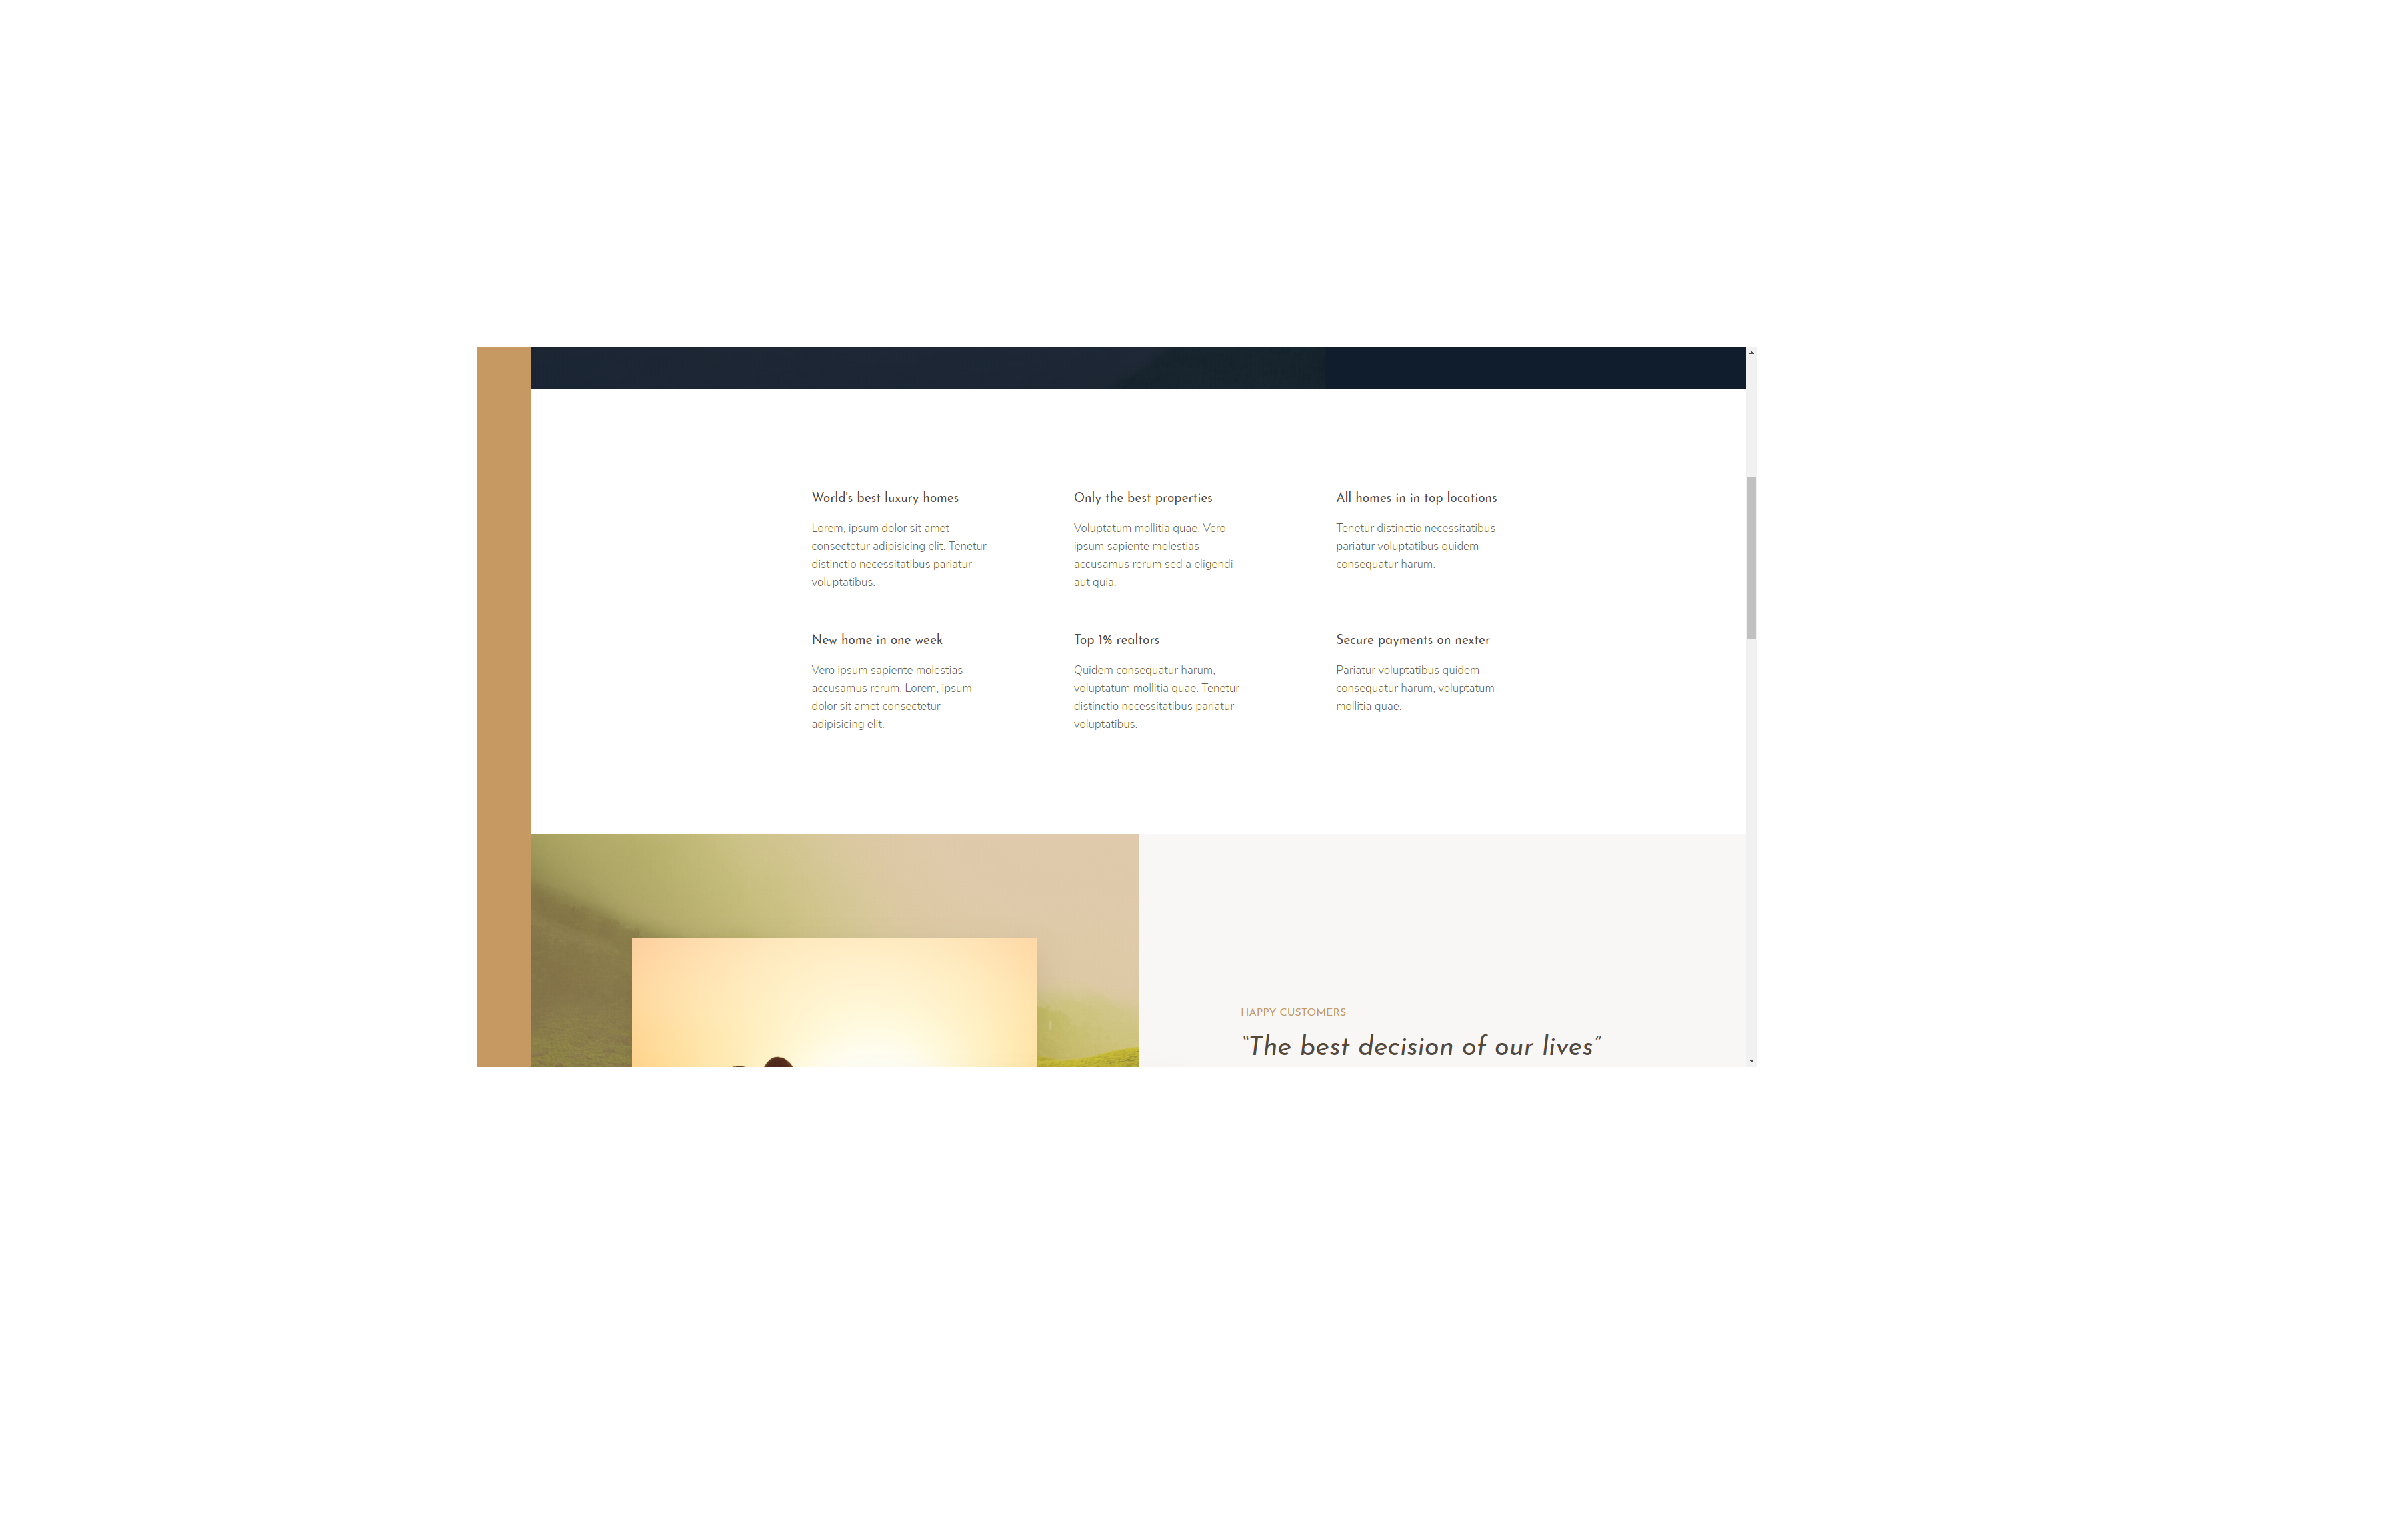 World's best luxury homes
Lorem, ipsum dolor sit amet
consectetur adipisicing elit. Tenetur
distinctio necessitatibus pariatur
voluptatibus.
Only the best properties
Voluptatum mollitia quae. Vero
ipsum sapiente molestias
accusamus rerum sed a eligendi
aut quia.
All homes in in top locations
Tenetur distinctio necessitatibus
pariatur voluptatibus quidem
consequatur harum.
New home in one week
Vero ipsum sapiente molestias
accusamus rerum. Lorem, ipsum
dolor sit amet consectetur
adipisicing elit.
Top 1% realtors
Quidem consequatur harum,
voluptatum mollitia quae. Tenetur
distinctio necessitatibus pariatur
voluptatibus.
Secure payments on nexter
Pariatur voluptatibus quidem
consequatur harum, voluptatum
mollitia quae.
HAPPY CUSTOMERS
“The best decision of our lives”